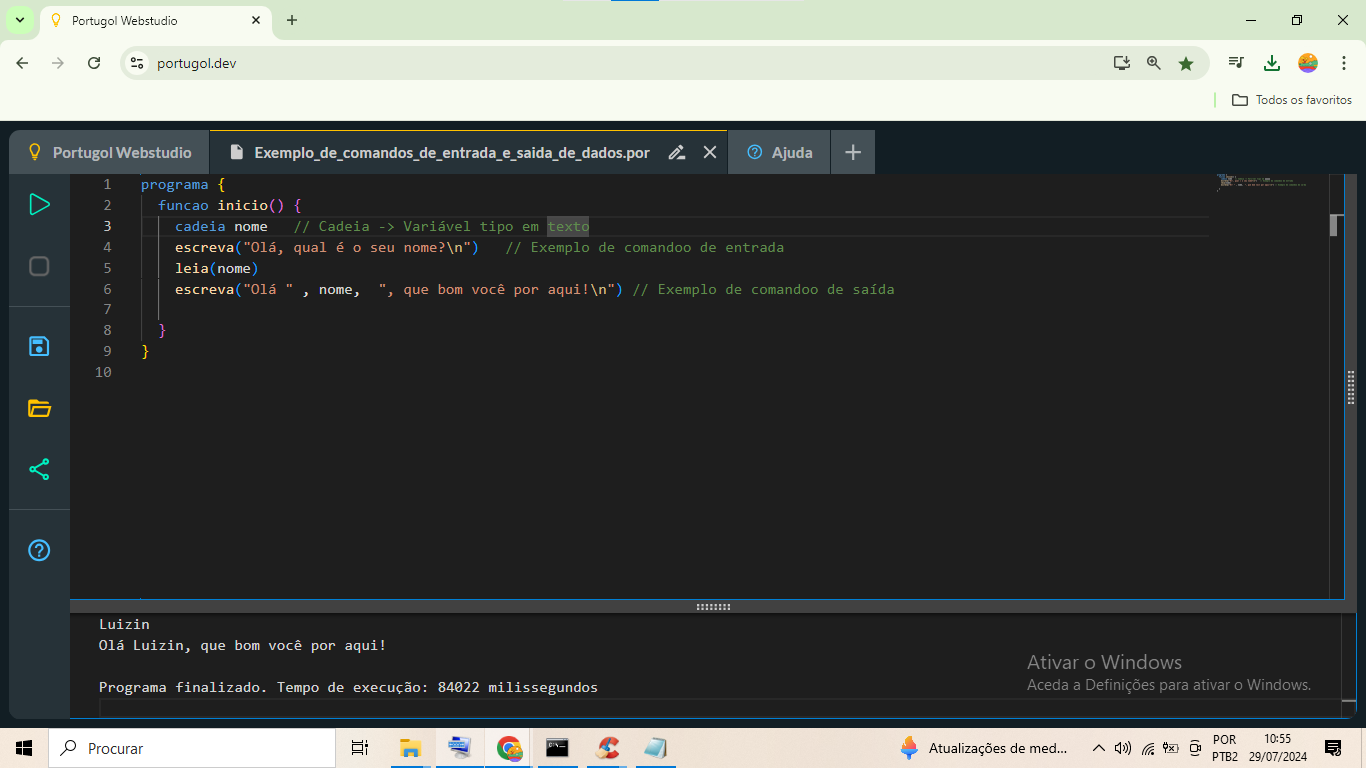 Portugol Webstudio
portugol.dev
Todos os favoritos
Portugol Webstudio
Exemplo_de_comandos_de_entrada_e_saida_de_dados.por
Ajuda
1 programa {
2 funcao inicio() {
3 cadeia nome // Cadeia -> Variável tipo em texto
4 escreva("Olá, qual é o seu nome?\n") // Exemplo de comandoo de entrada
5 leia(nome)
6 escreva("Olá " , nome, ", que bom você por aqui!\n") // Exemplo de comandoo de saída
7
8 }
9 }
10
Luizin
Olá Luizin, que bom você por aqui!
Programa finalizado. Tempo de execução: 84022 milissegundos
Ativar o Windows
Aceda a Definições para ativar o Windows.
Procurar
Atualizações de med...
POR
PTB2
10:55
29/07/2024